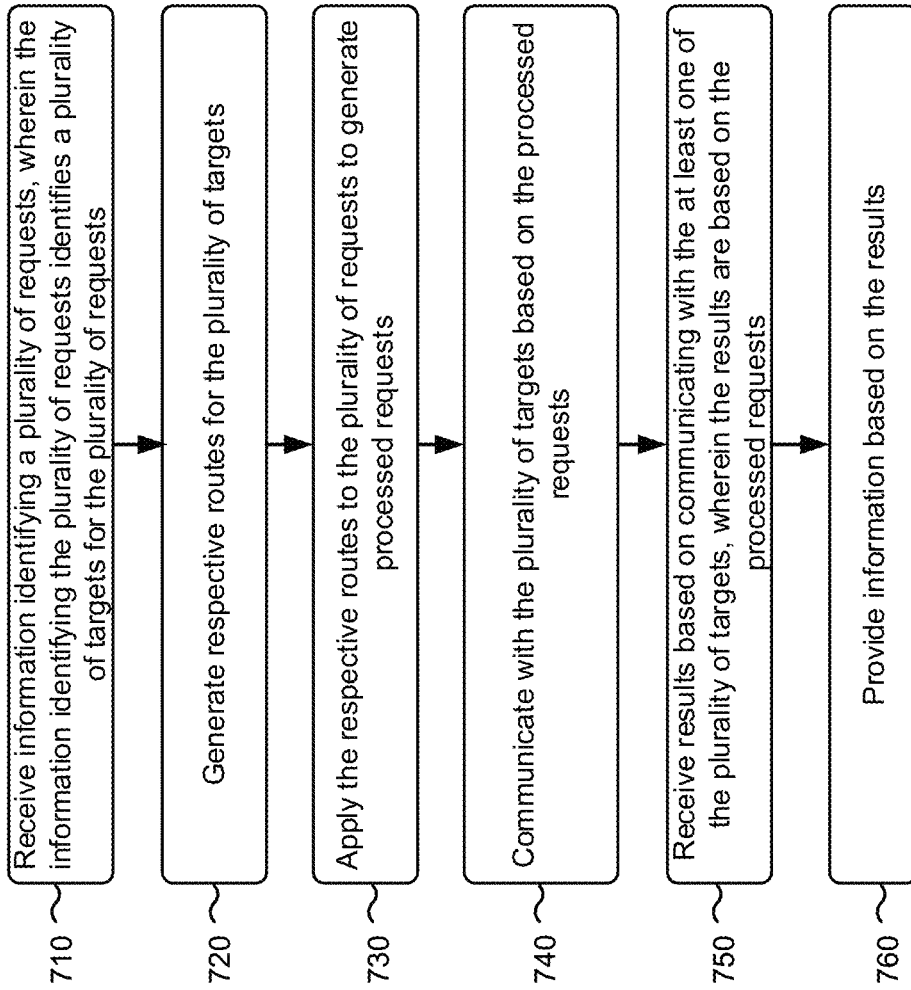 710
Receive information identifying a plurality of requests, wherein the
information identifying the plurality of requests identifies a plurality
of targets for the plurality of requests
720
Generate respective routes for the plurality of targets
730
Apply the respective routes to the plurality of requests to generate
processed requests
740
Communicate with the plurality of targets based on the processed
requests
750
Receive results based on communicating with the at least one of
the plurality of targets, wherein the results are based on the
processed requests
760
Provide information based on the results